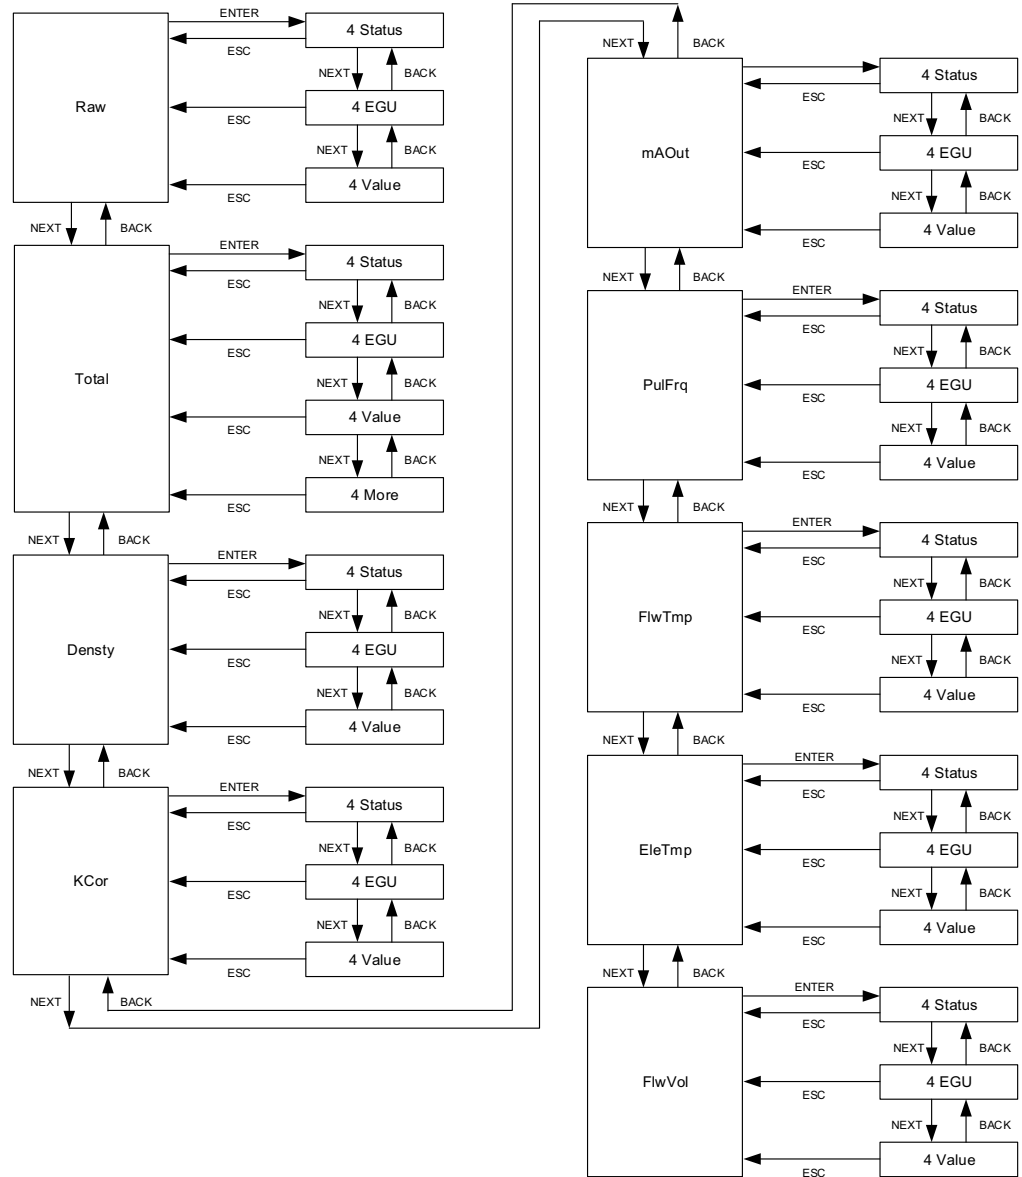 ENTER
4 Status
ESC
NEXT
BACK
Raw
4 EGU
ESC
NEXT
BACK
4 Value
ESC
NEXT
BACK
ENTER
4 Status
ESC
NEXT
BACK
4 EGU
ESC
Total
NEXT
BACK
4 Value
ESC
NEXT
BACK
4 More
ESC
NEXT
BACK
ENTER
4 Status
ESC
NEXT
BACK
Densty
4 EGU
ESC
NEXT
BACK
4 Value
ESC
NEXT
BACK
ENTER
4 Status
ESC
NEXT
BACK
KCor
4 EGU
ESC
NEXT
BACK
4 Value
ESC
NEXT
BACK
NEXT
BACK
4 Status
ESC
NEXT
BACK
mAOut
4 EGU
ESC
NEXT
BACK
4 Value
ESC
NEXT
BACK
ENTER
4 Status
ESC
NEXT
BACK
PulFrq
4 EGU
ESC
NEXT
BACK
4 Value
ESC
NEXT
BACK
ENTER
4 Status
ESC
NEXT
BACK
FlwTmp
4 EGU
ESC
NEXT
BACK
4 Value
ESC
NEXT
BACK
ENTER
4 Status
ESC
NEXT
BACK
EleTmp
4 EGU
ESC
NEXT
BACK
4 Value
ESC
NEXT
BACK
ENTER
4 Status
ESC
NEXT
BACK
FlwVol
4 EGU
ESC
NEXT
BACK
4 Value
ESC